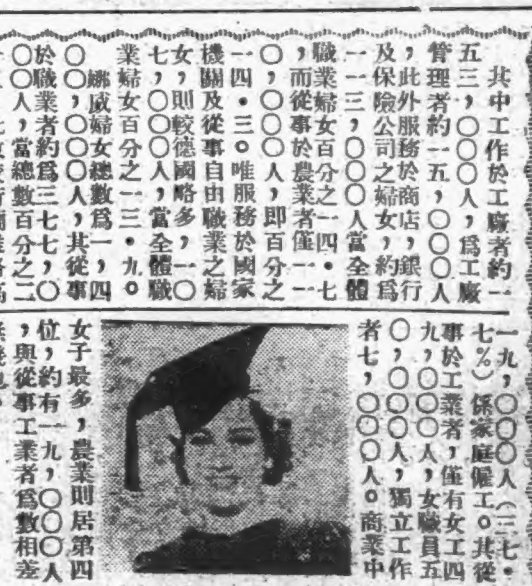 其中工作於工廠者約一
五三，〇〇〇人，爲工廠
管理者約一五，〇〇〇人
，此外服務於商店，銀行
及保險公司之婦女，約爲
一一三，〇〇〇人當全體
職業婦女百分之一四・七
，而從事於農業者僅一一
〇，〇〇〇人，即百分之
一四・三。唯服務於國家
機關及從事自由職業之婦
女，則較德國略多，一〇
七，〇〇〇人，當全體職
業婦女百分之一三・九。
娜威婦女總數爲一，四
〇〇，〇〇〇人，其從事
於職業者約爲三七七，〇
〇〇人，當總數百分之二
一九，〇〇〇人（三七・
七%）係家庭僱工。其從
事於工業者，僅有女工四
九，〇〇〇人，女職員五
〇，〇〇〇人，獨立工作
者七，〇〇〇人。商業中
女子最多，農業則居第四
位，約有一九，〇〇〇人
，與從事工業者爲數相差